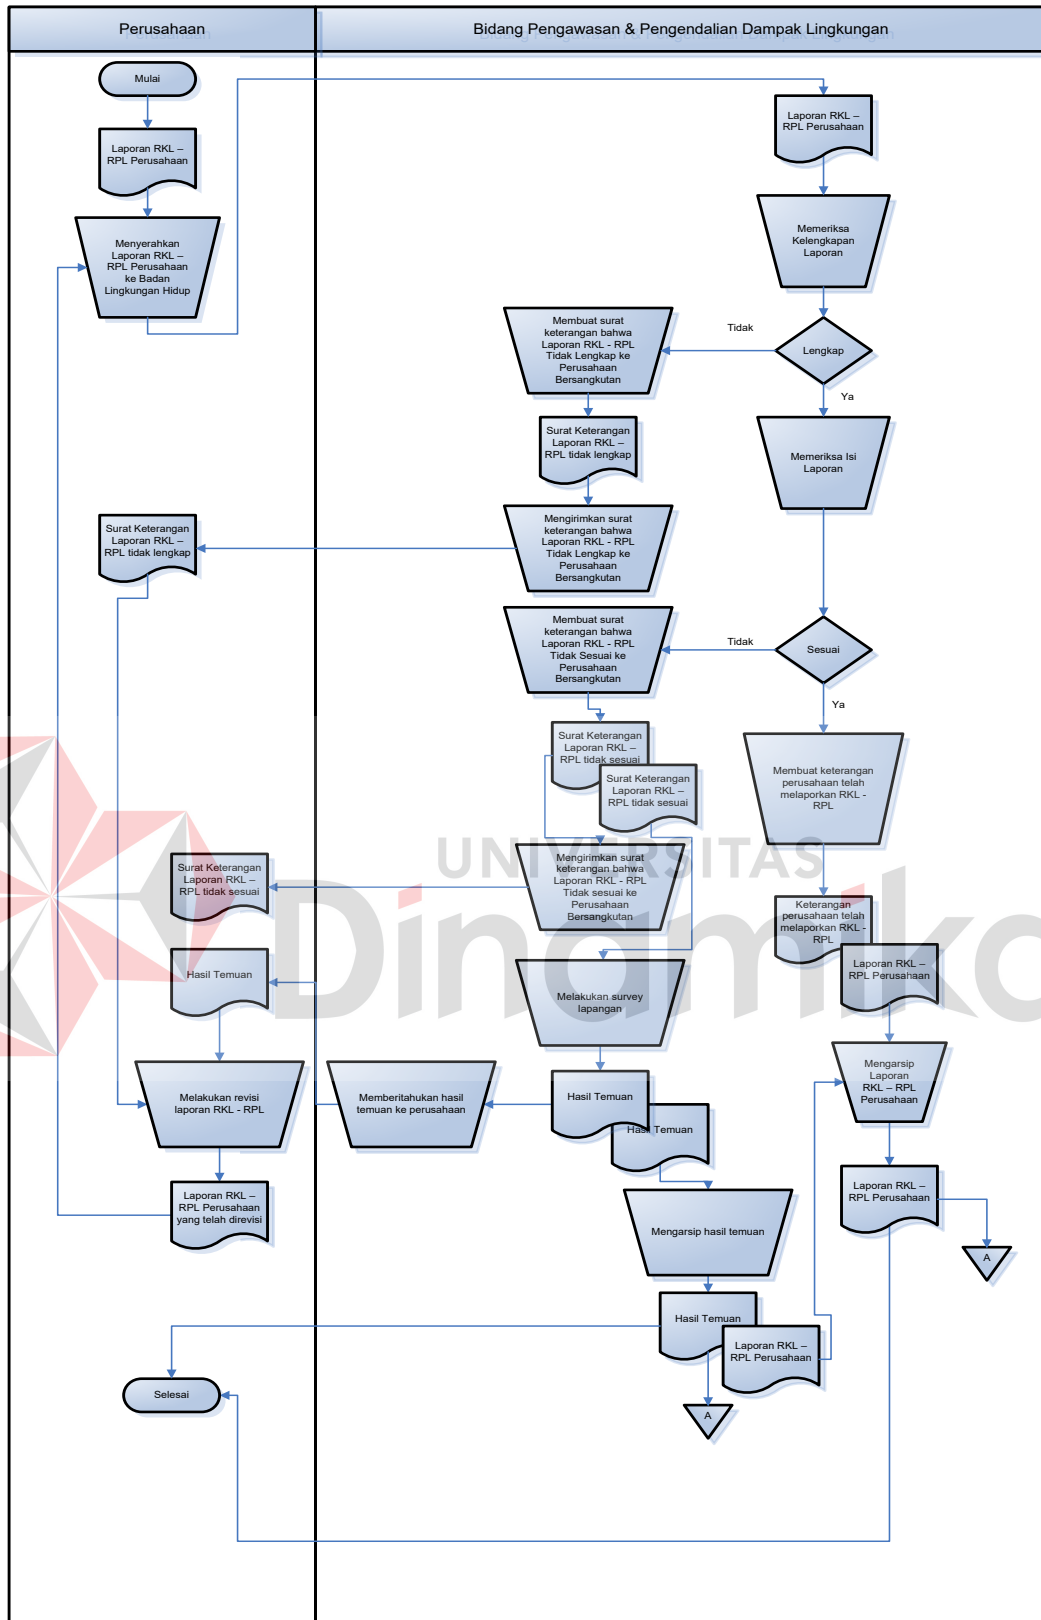 Perusahaan
Bidang Pengawasan & Pengendalian Dampak Lingkungan
Mulai
Laporan RKL –
RPL Perusahaan
Menyerahkan
Laporan RKL –
RPL Perusahaan
ke Badan
Lingkungan Hidup
Laporan RKL –
RPL Perusahaan
Memeriksa
Kelengkapan
Laporan
Lengkap
Tidak
Ya
Membuat surat
keterangan bahwa
Laporan RKL - RPL
Tidak Lengkap ke
Perusahaan
Bersangkutan
Surat Keterangan
Laporan RKL –
RPL tidak lengkap
Memeriksa Isi
Laporan
Mengirimkan surat
keterangan bahwa
Laporan RKL - RPL
Tidak Lengkap ke
Perusahaan
Bersangkutan
Surat Keterangan
Laporan RKL –
RPL tidak lengkap
Membuat surat
keterangan bahwa
Laporan RKL - RPL
Tidak Sesuai ke
Perusahaan
Bersangkutan
Tidak
Sesuai
Ya
Surat Keterangan
Laporan RKL –
RPL tidak sesuai
Surat Keterangan
Laporan RKL –
RPL tidak sesuai
Membuat keterangan
perusahaan telah
melaporkan RKL -
RPL
UNIVERSITAS
Dinamika
Mengirimkan surat
keterangan bahwa
Laporan RKL - RPL
Tidak sesuai ke
Perusahaan
Bersangkutan
Surat Keterangan
Laporan RKL –
RPL tidak sesuai
Keterangan
perusahaan telah
melaporkan RKL -
RPL
Laporan RKL –
RPL Perusahaan
Hasil Temuan
Melakukan survey
lapangan
Mengarsip
Laporan
RKL – RPL
Perusahaan
Melakukan revisi
laporan RKL - RPL
Memberitahukan hasil
temuan ke perusahaan
Hasil Temuan
Hasil Temuan
Laporan RKL –
RPL Perusahaan
yang telah direvisi
Laporan RKL –
RPL Perusahaan
A
Mengarsip hasil temuan
Hasil Temuan
Laporan RKL –
RPL Perusahaan
A
Selesai